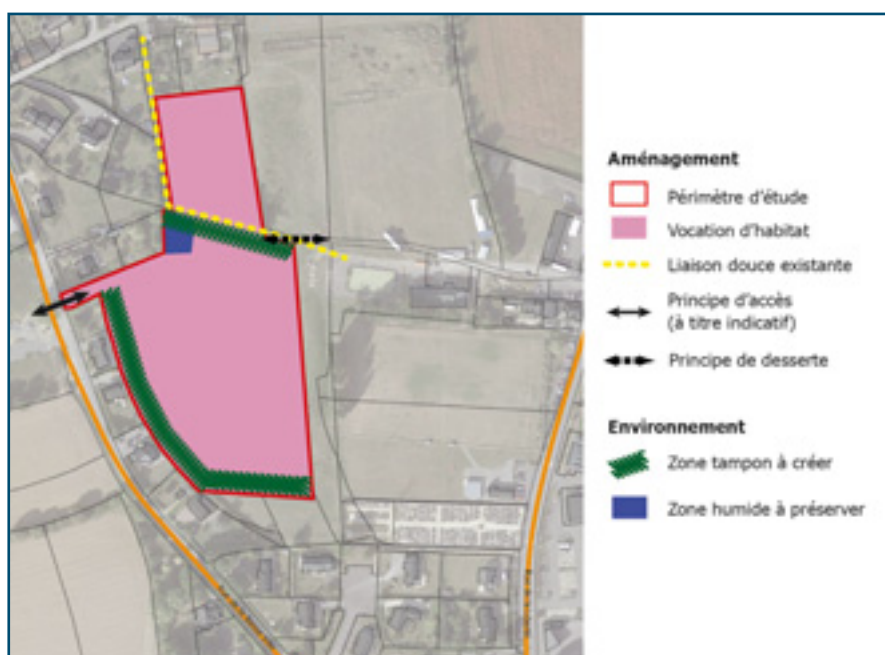 Aménagement
Périmètre d'étude
Vocation d'habitat
Liaison douce existante
Principe d'accès
(à titre indicatif)
Principe de desserte
Environnement
Zone tampon à créer
Zone humide à préserver